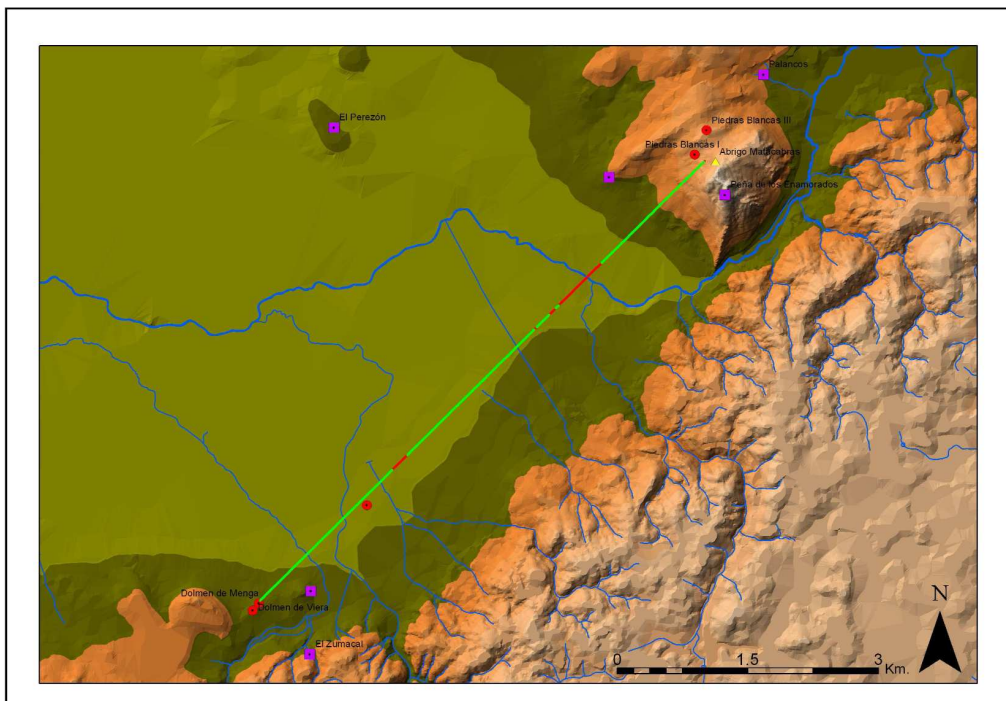 Palancos
El Perezón
Piedras Blancas III
Piedras Blancas I
Abrigo Matacabras
Peña de los Enamorados
Dolmen de Menga
Dolmen de Viera
El Zumacal
N
0 1.5 3
Km.